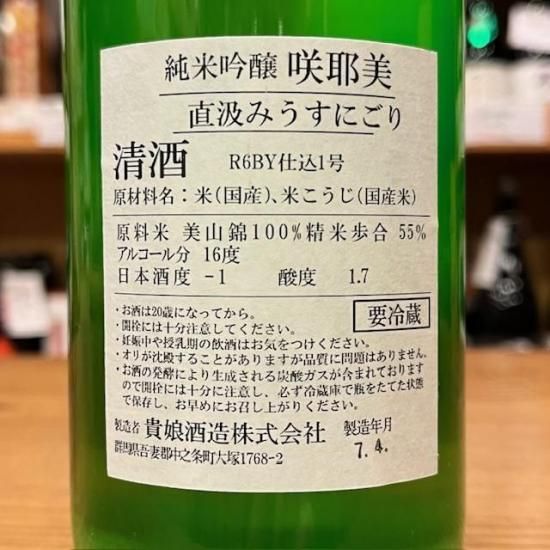 純米吟醸 咲耶美
直汲みうすにごり
清酒 R6BY仕込1号
原材料名：米(国産)、米こうじ(国産米)
原料米 美山錦100%精米歩合 55%
アルコール分 16度
日本酒度 -1 酸度 1.7
・お酒は20歳になってから。
・開栓には十分注意してください。
・妊娠中や授乳期の飲酒はお気をつけください。
要冷蔵
・オリが沈殿することがありますが品質に問題はありません。
・お酒の発酵により生成される炭酸ガスが含まれております
ので開栓には十分に注意し、必ず冷蔵庫で瓶をたてた状態
で保存し、お早めにお召し上がりください。
製造者 貴娘酒造株式会社 製造年月
群馬県吾妻郡中之条町大塚1768-2 7.4.